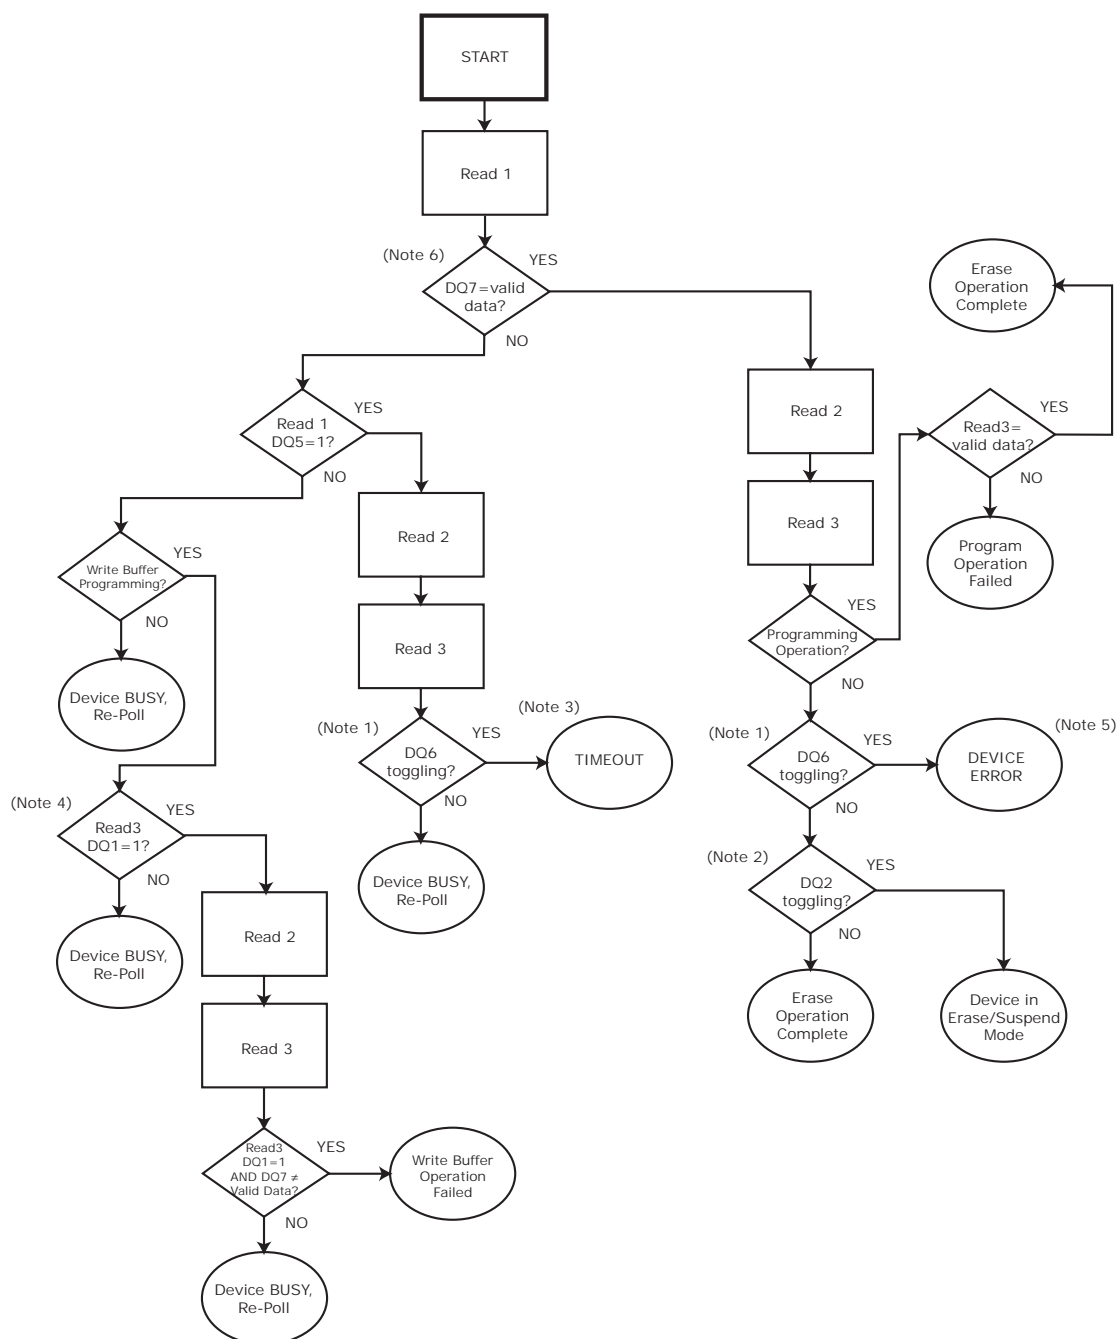 START
Read 1
(Note 6)
YES
DQ7=valid
data?
NO
Erase
Operation
Complete
Read 1
DQ5=1?
YES
NO
Read 2
Read3=
valid data?
YES
NO
Read 2
Read 3
Program
Operation
Failed
Write Buffer
Programming?
YES
NO
Device BUSY,
Re-Poll
Read 3
Programming
Operation?
YES
NO
(Note 1)
DQ6
toggling?
YES
NO
(Note 3)
TIMEOUT
(Note 1)
DQ6
toggling?
YES
NO
DEVICE
ERROR
(Note 5)
(Note 4)
Read3
DQ1=1?
YES
NO
Device BUSY,
Re-Poll
(Note 2)
DQ2
toggling?
YES
NO
Device BUSY,
Re-Poll
Read 2
Read 3
Erase
Operation
Complete
Device in
Erase/Suspend
Mode
Read3
DQ1=1
AND DQ7 ≠
Valid Data?
YES
NO
Write Buffer
Operation
Failed
Device BUSY,
Re-Poll